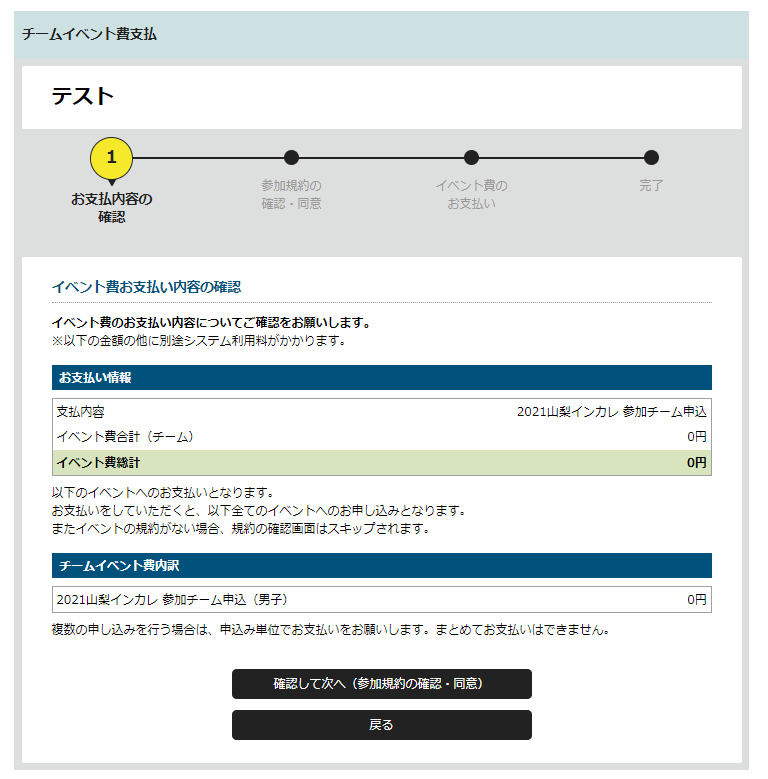 チームイベント費支払
テスト
1
お支払内容の
確認
参加規約の
確認・同意
イベント費の
お支払い
完了
イベント費お支払い内容の確認
イベント費のお支払い内容についてご確認をお願いします。
※以下の金額の他に別途システム利用料がかかります。
お支払い情報
支払内容 2021山梨インカレ 参加チーム申込
イベント費合計（チーム） 0円
イベント費総計 0円
以下のイベントへのお支払いとなります。
お支払いをしていただくと、以下全てのイベントへのお申し込みとなります。
またイベントの規約がない場合、規約の確認画面はスキップされます。
チームイベント費内訳
2021山梨インカレ 参加チーム申込（男子） 0円
複数の申し込みを行う場合は、申込み単位でお支払いをお願いします。まとめてお支払いはできません。
確認して次へ（参加規約の確認・同意）
戻る